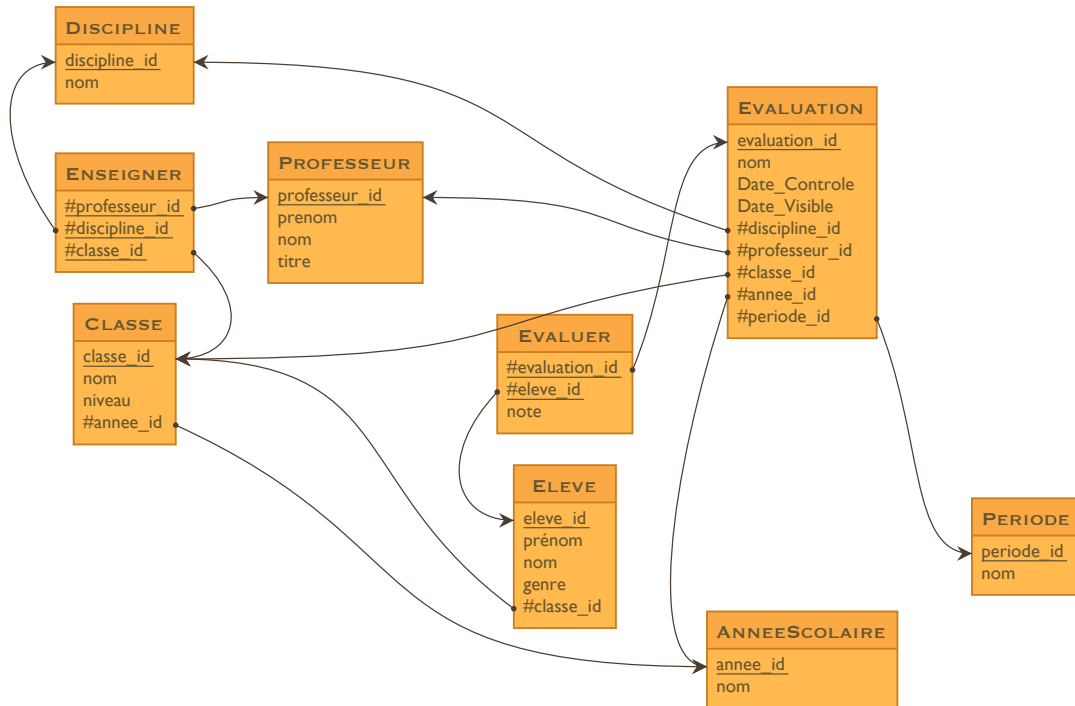 DISCIPLINE
discipline_id
nom
ENSEIGNER
#professeur_id
#discipline_id
#classe_id
PROFESSEUR
professeur_id
prenom
nom
titre
EVALUATION
evaluation_id
nom
Date_Controle
Date_Visible
#discipline_id
#professeur_id
#classe_id
#annee_id
#periode_id
CLASSE
classe_id
nom
niveau
#annee_id
EVALUER
#evaluation_id
#eleve_id
note
ELEVE
eleve_id
prénom
nom
genre
#classe_id
PERIODE
periode_id
nom
ANNEESCOLAIRE
annee_id
nom